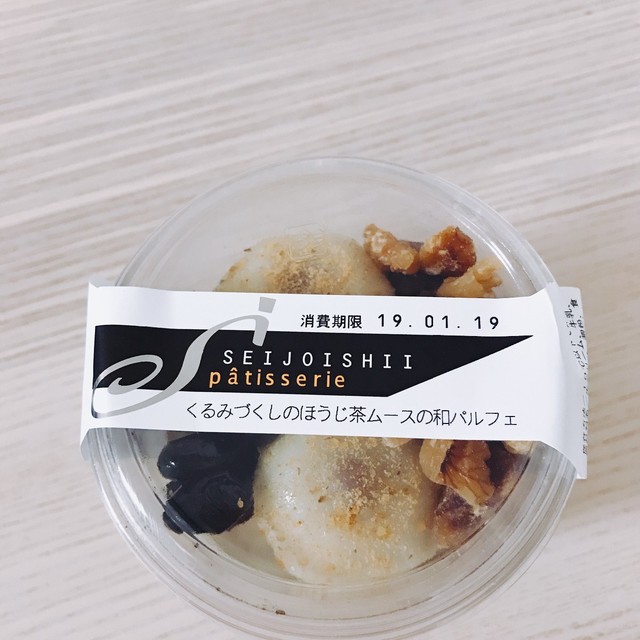 消費期限 19.01.19
SEIJOISHII
pâtisserie
くるみづくしのほうじ茶ムースの和パルフェ